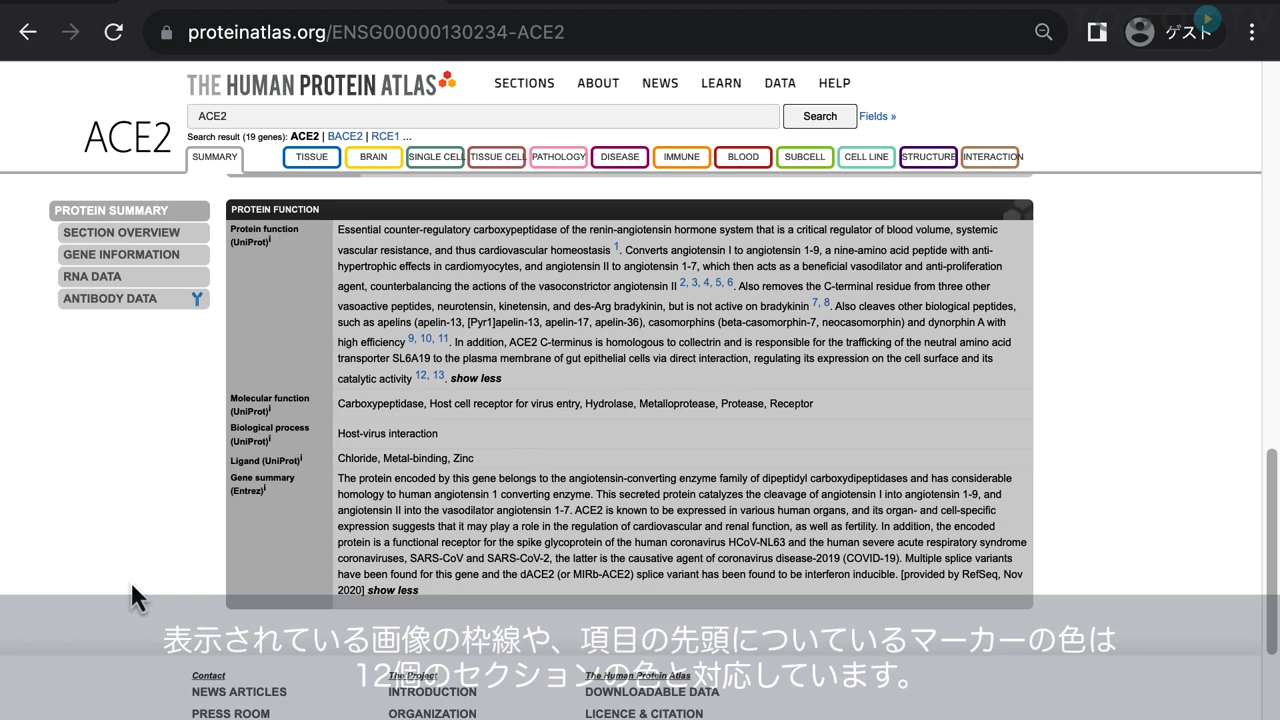 proteinatlas.org/ENSG00000130234-ACE2
ゲスト
THE HUMAN PROTEIN ATLAS
SECTIONS ABOUT NEWS LEARN DATA HELP
ACE2
ACE2 Search Fields »
Search result (19 genes): ACE2 | BACE2 | RCE1 ...
SUMMARY TISSUE BRAIN SINGLE CELL TISSUE CELL PATHOLOGY DISEASE IMMUNE BLOOD SUBCELL CELL LINE STRUCTURE INTERACTION
PROTEIN SUMMARY
SECTION OVERVIEW
GENE INFORMATION
RNA DATA
ANTIBODY DATA
PROTEIN FUNCTION
Protein function
(UniProt)i
Essential counter-regulatory carboxypeptidase of the renin-angiotensin hormone system that is a critical regulator of blood volume, systemic
vascular resistance, and thus cardiovascular homeostasis 1. Converts angiotensin I to angiotensin 1-9, a nine-amino acid peptide with anti-
hypertrophic effects in cardiomyocytes, and angiotensin II to angiotensin 1-7, which then acts as a beneficial vasodilator and anti-proliferation
agent, counterbalancing the actions of the vasoconstrictor angiotensin II 2, 3, 4, 5, 6. Also removes the C-terminal residue from three other
vasoactive peptides, neurotensin, kinetensin, and des-Arg bradykinin, but is not active on bradykinin 7, 8. Also cleaves other biological peptides,
such as apelins (apelin-13, [Pyr1]apelin-13, apelin-17, apelin-36), casomorphins (beta-casomorphin-7, neocasomorphin) and dynorphin A with
high efficiency 9, 10, 11. In addition, ACE2 C-terminus is homologous to collectrin and is responsible for the trafficking of the neutral amino acid
transporter SL6A19 to the plasma membrane of gut epithelial cells via direct interaction, regulating its expression on the cell surface and its
catalytic activity 12, 13. show less
Molecular function
(UniProt)i
Carboxypeptidase, Host cell receptor for virus entry, Hydrolase, Metalloprotease, Protease, Receptor
Biological process
(UniProt)i
Host-virus interaction
Ligand (UniProt)i
Chloride, Metal-binding, Zinc
Gene summary
(Entrez)i
The protein encoded by this gene belongs to the angiotensin-converting enzyme family of dipeptidyl carboxydipeptidases and has considerable
homology to human angiotensin 1 converting enzyme. This secreted protein catalyzes the cleavage of angiotensin I into angiotensin 1-9, and
angiotensin II into the vasodilator angiotensin 1-7. ACE2 is known to be expressed in various human organs, and its organ- and cell-specific
expression suggests that it may play a role in the regulation of cardiovascular and renal function, as well as fertility. In addition, the encoded
protein is a functional receptor for the spike glycoprotein of the human coronavirus HCoV-NL63 and the human severe acute respiratory syndrome
coronaviruses, SARS-CoV and SARS-CoV-2, the latter is the causative agent of coronavirus disease-2019 (COVID-19). Multiple splice variants
have been found for this gene and the dACE2 (or MIRb-ACE2) splice variant has been found to be interferon inducible. [provided by RefSeq, Nov
2020] show less
表示されている画像の枠線や、項目の先頭についているマーカーの色は
12個のセクションの色と対応しています。
Contact The Project The Human Protein Atlas
NEWS ARTICLES INTRODUCTION DOWNLOADABLE DATA
PRESS ROOM ORGANIZATION LICENCE & CITATION